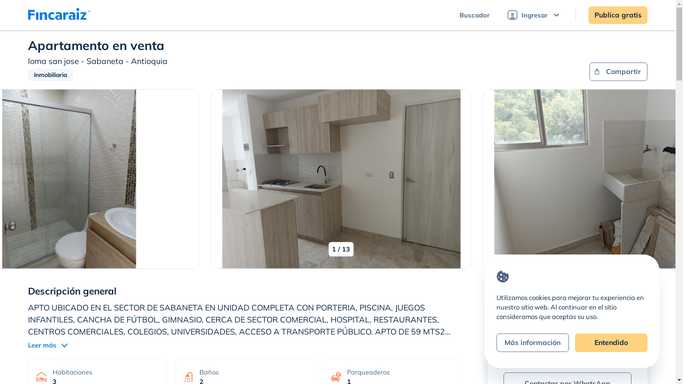 Fincaraiz
Buscador
Ingresar
Publica gratis
Apartamento en venta
loma san jose - Sabaneta - Antioquia
Inmobiliaria
Compartir
1 / 13
Descripción general
APTO UBICADO EN EL SECTOR DE SABANETA EN UNIDAD COMPLETA CON PORTERIA, PISCINA, JUEGOS
INFANTILES, CANCHA DE FÚTBOL, GIMNASIO, CERCA DE SECTOR COMERCIAL, HOSPITAL, RESTAURANTES,
CENTROS COMERCIALES, COLEGIOS, UNIVERSIDADES, ACCESO A TRANSPORTE PÚBLICO. APTO DE 59 MTS2...
Leer más
Habitaciones
3
Baños
2
Parqueaderos
1
Utilizamos cookies para mejorar tu experiencia en
nuestro sitio web. Al continuar en el sitio
consideramos que aceptas su uso.
Más información
Entendido
Contactar por WhatsApp